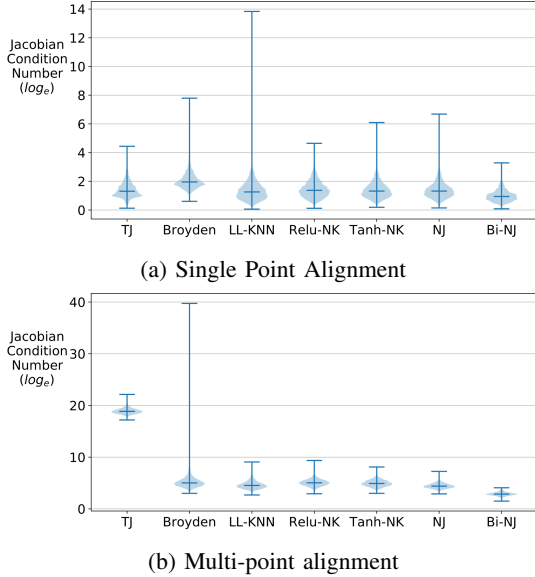 Jacobian
Condition
Number
(log_e)
14
12
10
8
6
4
2
0
TJ Broyden LL-KNN Relu-NK Tanh-NK NJ Bi-NJ
(a) Single Point Alignment
Jacobian
Condition
Number
(log_e)
40
30
20
10
0
TJ Broyden LL-KNN Relu-NK Tanh-NK NJ Bi-NJ
(b) Multi-point alignment